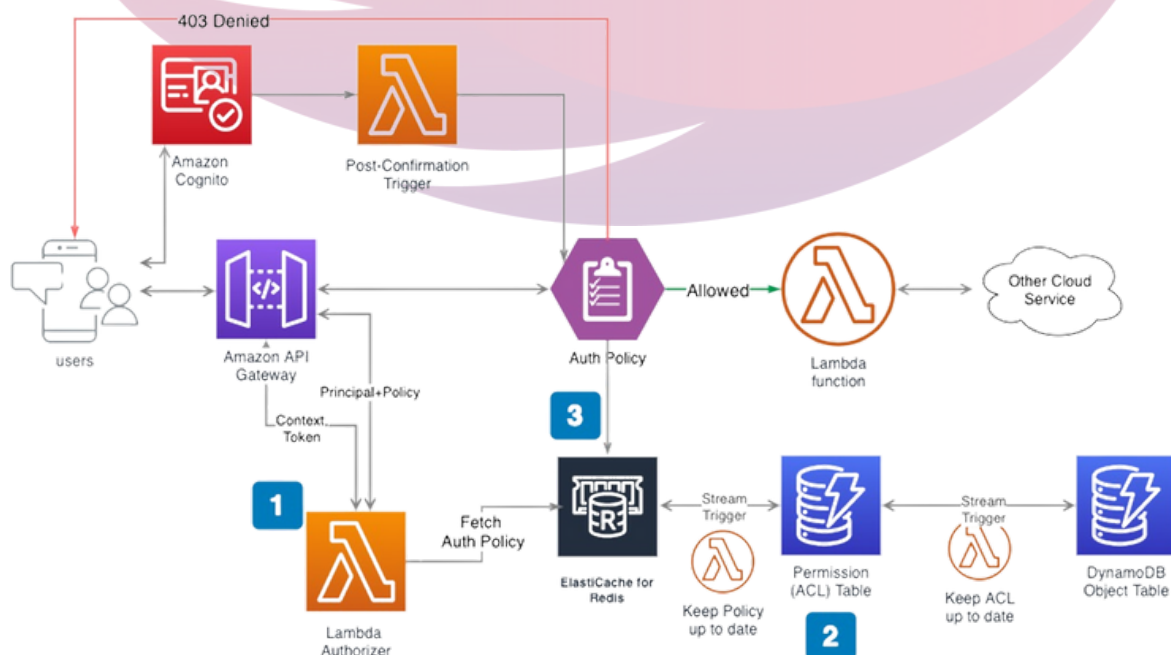 403 Denied
Amazon
Cognito
Post-Confirmation
Trigger
users
</>
Amazon API
Gateway
Auth Policy
Allowed
Lambda
function
Other Cloud
Service
Principal+Policy
Context,
Token
3
1
Fetch
Auth Policy
R
ElastiCache for
Redis
Stream
Trigger
Keep Policy
up to date
Permission
(ACL) Table
2
Stream
Trigger
Keep ACL
up to date
DynamoDB
Object Table
Lambda
Authorizer